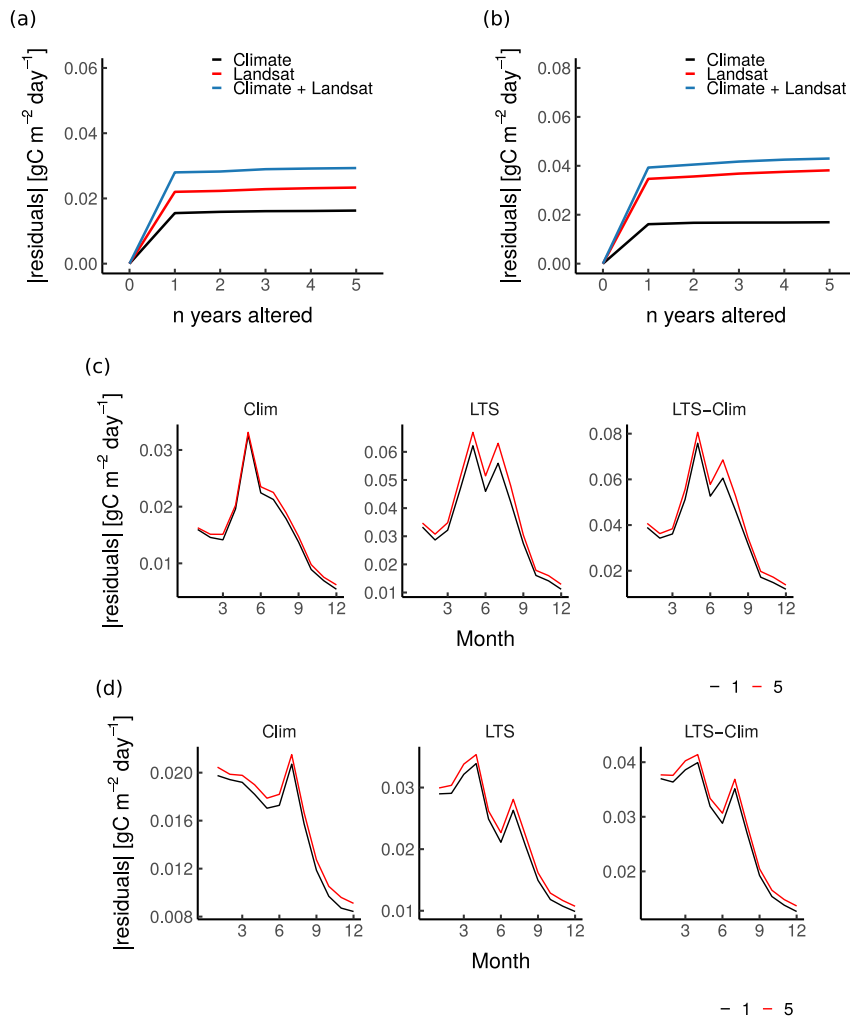 (a)
|residuals| [gC m⁻² day⁻¹]
0.06
0.04
0.02
0.00
Climate
Landsat
Climate + Landsat
0 1 2 3 4 5
n years altered
(b)
|residuals| [gC m⁻² day⁻¹]
0.08
0.06
0.04
0.02
0.00
Climate
Landsat
Climate + Landsat
0 1 2 3 4 5
n years altered
(c)
|residuals| [gC m⁻² day⁻¹]
Clim
0.03
0.02
0.01
3 6 9 12
LTS
0.06
0.05
0.04
0.03
0.02
0.01
3 6 9 12
LTS−Clim
0.08
0.06
0.04
0.02
3 6 9 12
Month
1 5
(d)
|residuals| [gC m⁻² day⁻¹]
Clim
0.020
0.016
0.012
0.008
3 6 9 12
LTS
0.03
0.02
0.01
3 6 9 12
LTS−Clim
0.04
0.03
0.02
3 6 9 12
Month
1 5